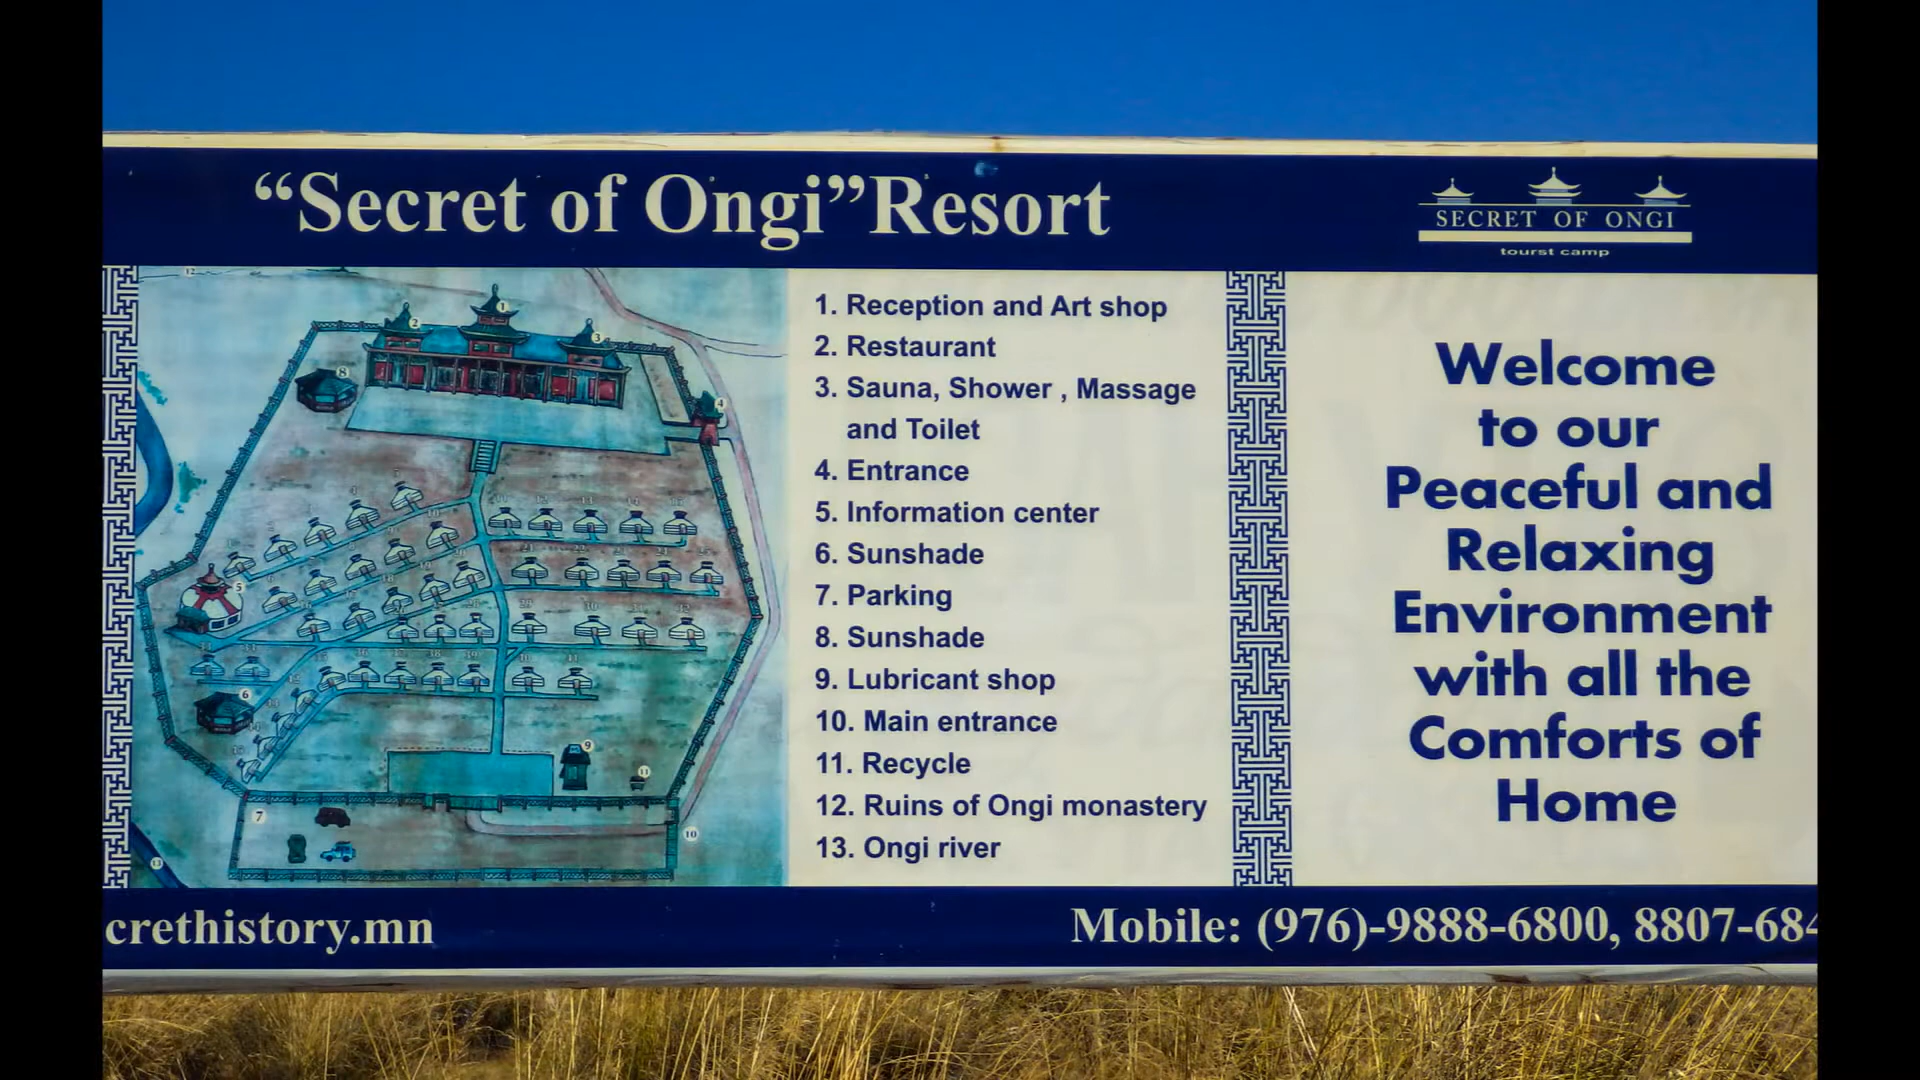 “Secret of Ongi”Resort
SECRET OF ONGI
tourst camp
1. Reception and Art shop
2. Restaurant
3. Sauna, Shower , Massage
and Toilet
4. Entrance
5. Information center
6. Sunshade
7. Parking
8. Sunshade
9. Lubricant shop
10. Main entrance
11. Recycle
12. Ruins of Ongi monastery
13. Ongi river
Welcome
to our
Peaceful and
Relaxing
Environment
with all the
Comforts of
Home
crethistory.mn
Mobile: (976)-9888-6800, 8807-684